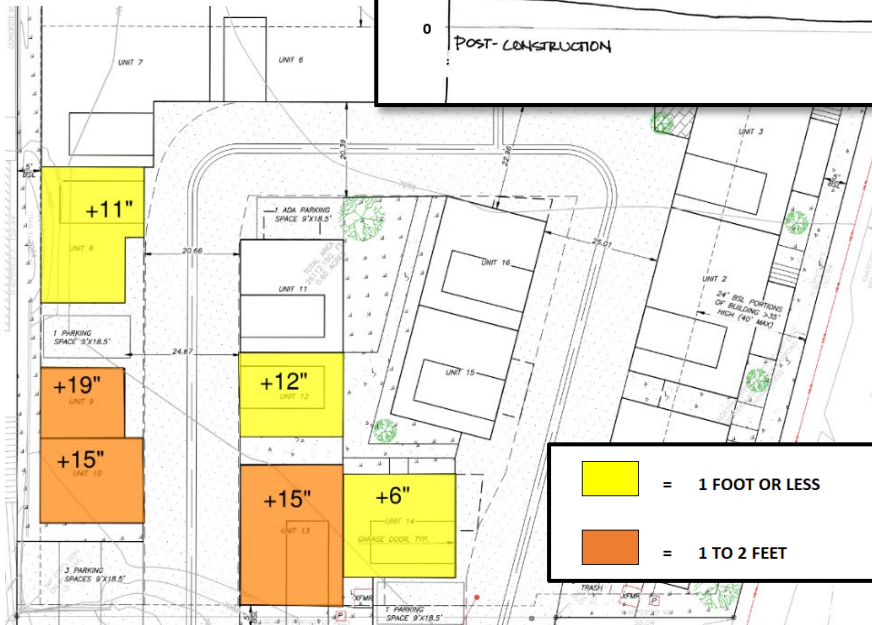 0
POST-CONSTRUCTION
UNIT 7
UNIT 6
UNIT 3
5'
BSL
20.39
22.96
+11"
UNIT 8
1 ADA PARKING
SPACE 9'X18.5'
20.66
25.01
UNIT 16
UNIT 11
UNIT 2
24' BSL PORTIONS
OF BUILDING >35'
HIGH (40' MAX)
1 PARKING
SPACE 9'X18.5'
24.67
+19"
UNIT 9
+12"
UNIT 12
UNIT 15
+15"
UNIT 10
+15"
UNIT 13
+6"
UNIT 14
GARAGE DOOR, TYP.
= 1 FOOT OR LESS
= 1 TO 2 FEET
3 PARKING
SPACES 9'X18.5'
XFMR
P
1 PARKING
SPACE 9'X18.5'
TRASH
XFMR
P